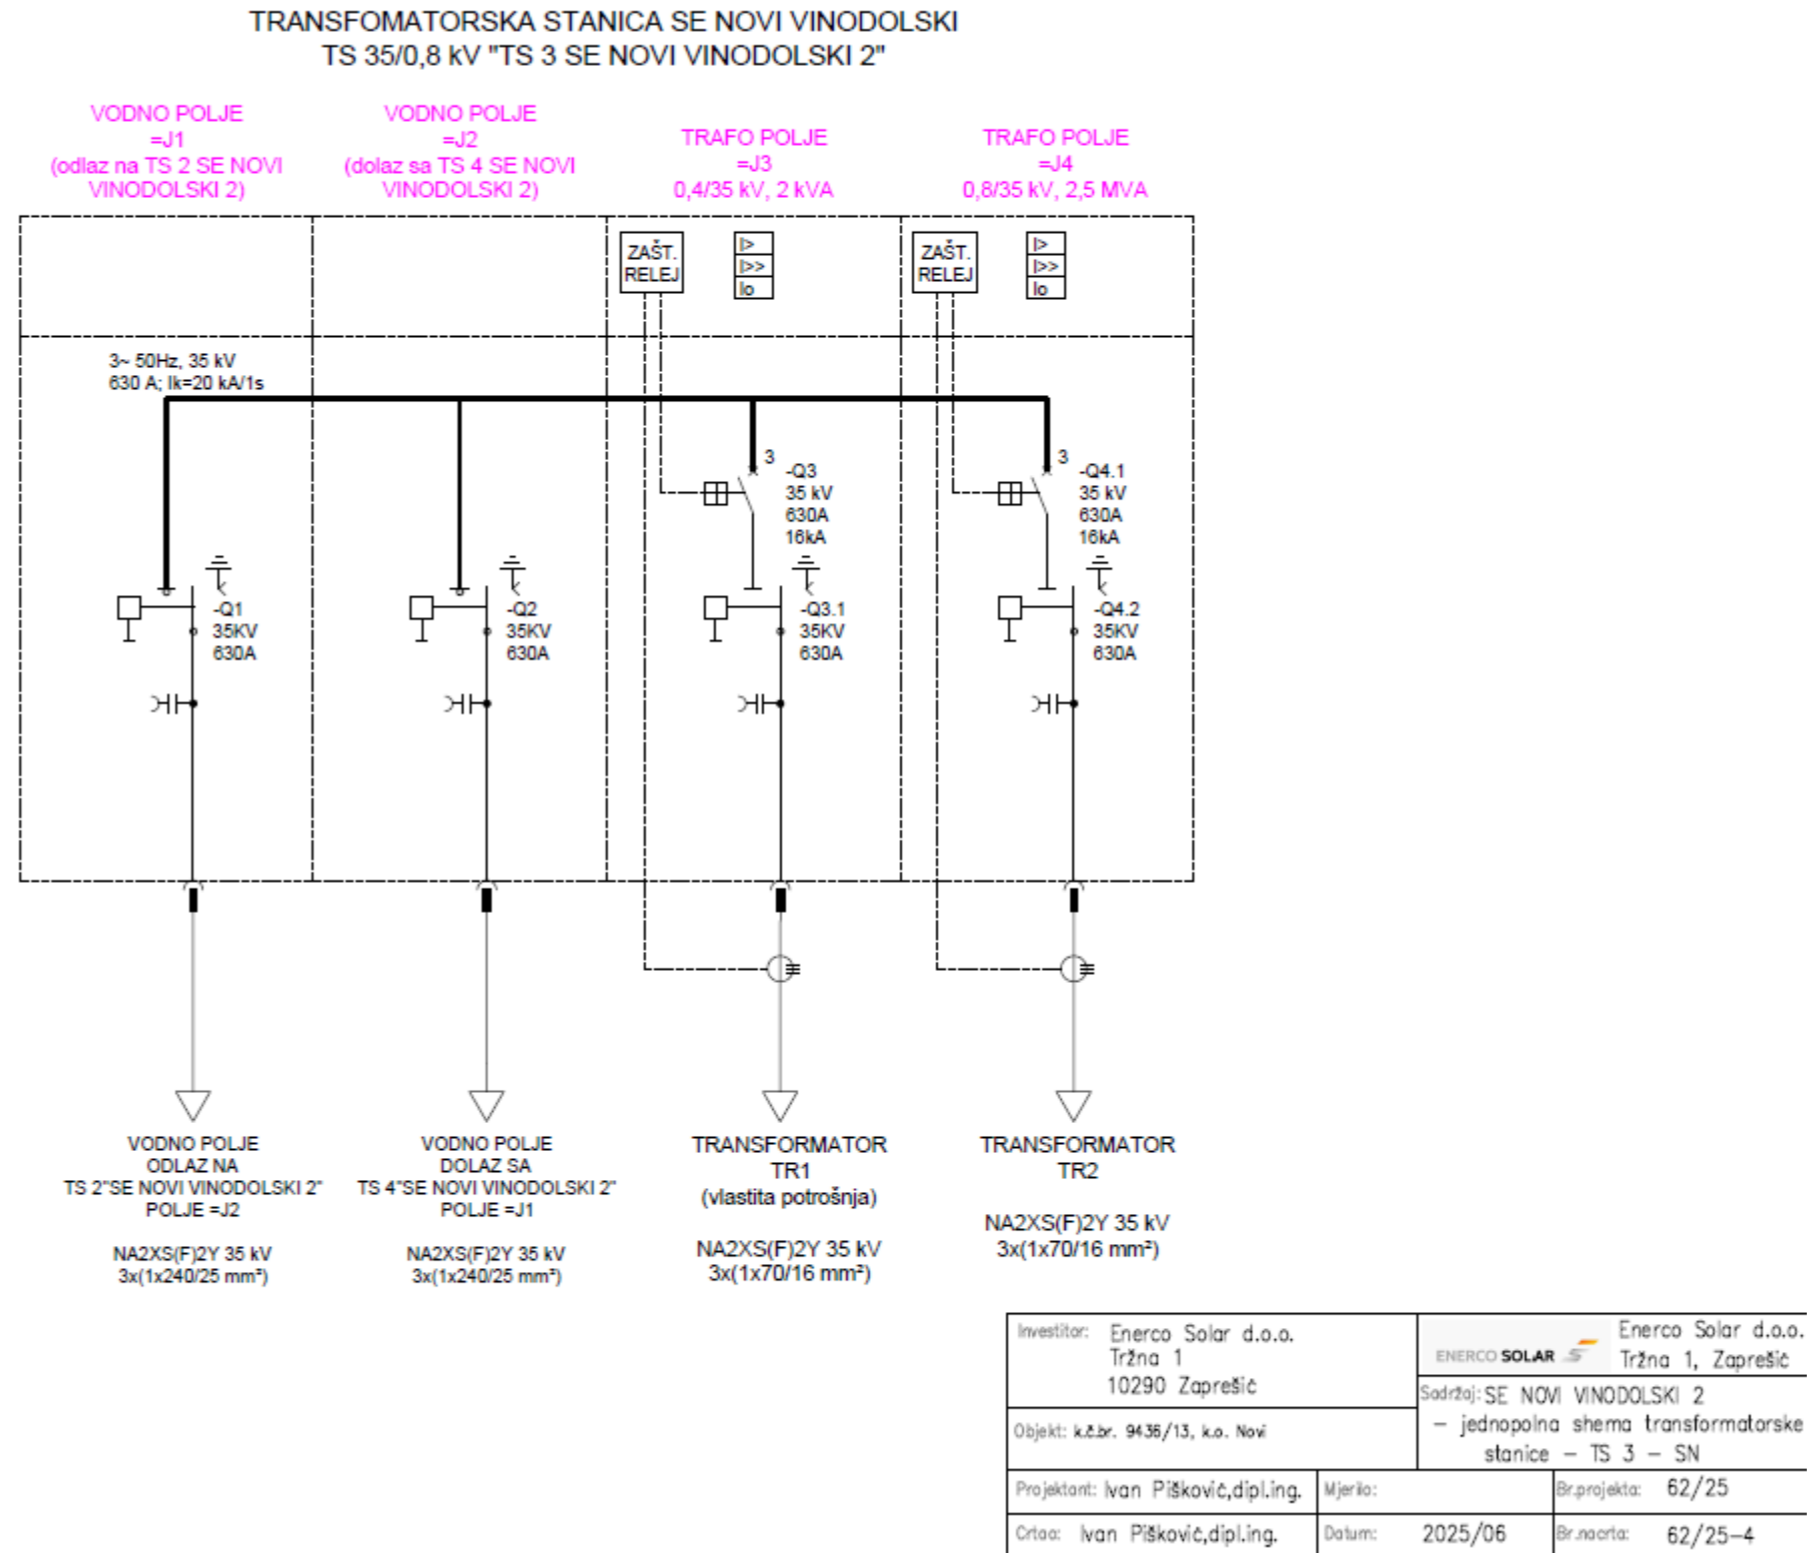 TRANSFOMATORSKA STANICA SE NOVI VINODOLSKI
TS 35/0,8 kV "TS 3 SE NOVI VINODOLSKI 2"
VODNO POLJE
=J1
(odlaz na TS 2 SE NOVI
VINODOLSKI 2)
VODNO POLJE
=J2
(dolaz sa TS 4 SE NOVI
VINODOLSKI 2)
TRAFO POLJE
=J3
0,4/35 kV, 2 kVA
TRAFO POLJE
=J4
0,8/35 kV, 2,5 MVA
ZAŠT.
RELEJ
I>
I>>
Io
ZAŠT.
RELEJ
I>
I>>
Io
3~ 50Hz, 35 kV
630 A; Ik=20 kA/1s
3
-Q3
35 kV
630A
16kA
3
-Q4.1
35 kV
630A
16kA
-Q1
35KV
630A
-Q2
35KV
630A
-Q3.1
35KV
630A
-Q4.2
35KV
630A
VODNO POLJE
ODLAZ NA
TS 2"SE NOVI VINODOLSKI 2"
POLJE =J2
NA2XS(F)2Y 35 kV
3x(1x240/25 mm²)
VODNO POLJE
DOLAZ SA
TS 4"SE NOVI VINODOLSKI 2"
POLJE =J1
NA2XS(F)2Y 35 kV
3x(1x240/25 mm²)
TRANSFORMATOR
TR1
(vlastita potrošnja)
NA2XS(F)2Y 35 kV
3x(1x70/16 mm²)
TRANSFORMATOR
TR2
NA2XS(F)2Y 35 kV
3x(1x70/16 mm²)
Investitor: Enerco Solar d.o.o.
Tržna 1
10290 Zaprešić
ENERCO SOLAR
Enerco Solar d.o.o.
Tržna 1, Zaprešić
Objekt: k.č.br. 9436/13, k.o. Novi
Sadržaj: SE NOVI VINODOLSKI 2
– jednopolna shema transformatorske
stanice – TS 3 – SN
Projektant: Ivan Pišković,dipl.ing.
Mjerilo:
Br.projekta: 62/25
Crtao: Ivan Pišković,dipl.ing.
Datum: 2025/06
Br.nacrta: 62/25-4